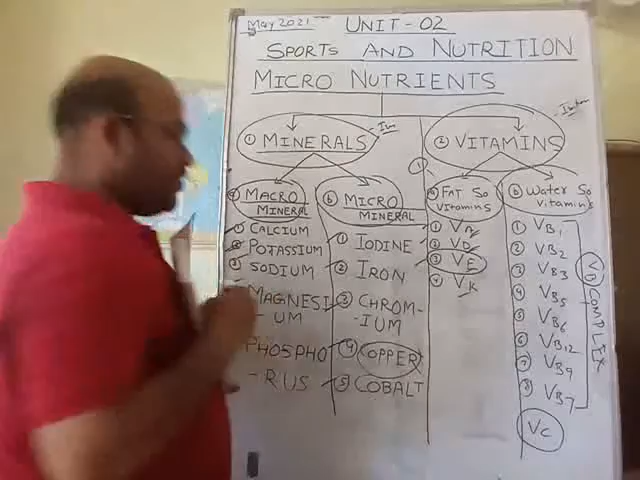 May 2021
UNIT - 02
SPORTS AND NUTRITION
MICRO NUTRIENTS
① MINERALS
Im
② VITAMINS
ⓐ MACRO
MINERAL
① CALCIUM
② POTASSIUM
③ SODIUM
MAGNESI
-UM
PHOSPHO
-RUS
ⓑ MICRO
MINERAL
① IODINE
② IRON
③ CHROM
-IUM
④ COPPER
⑤ COBALT
ⓐ FAT SO
Vitamins
① VA
② VD
③ VE
④ VK
ⓑ WATER SO
Vitamins
① VB1
② VB2
③ VB3
④ VB5
⑤ VB6
⑥ VB12
⑦ VB9
⑧ VB7
COMPLEX
VC